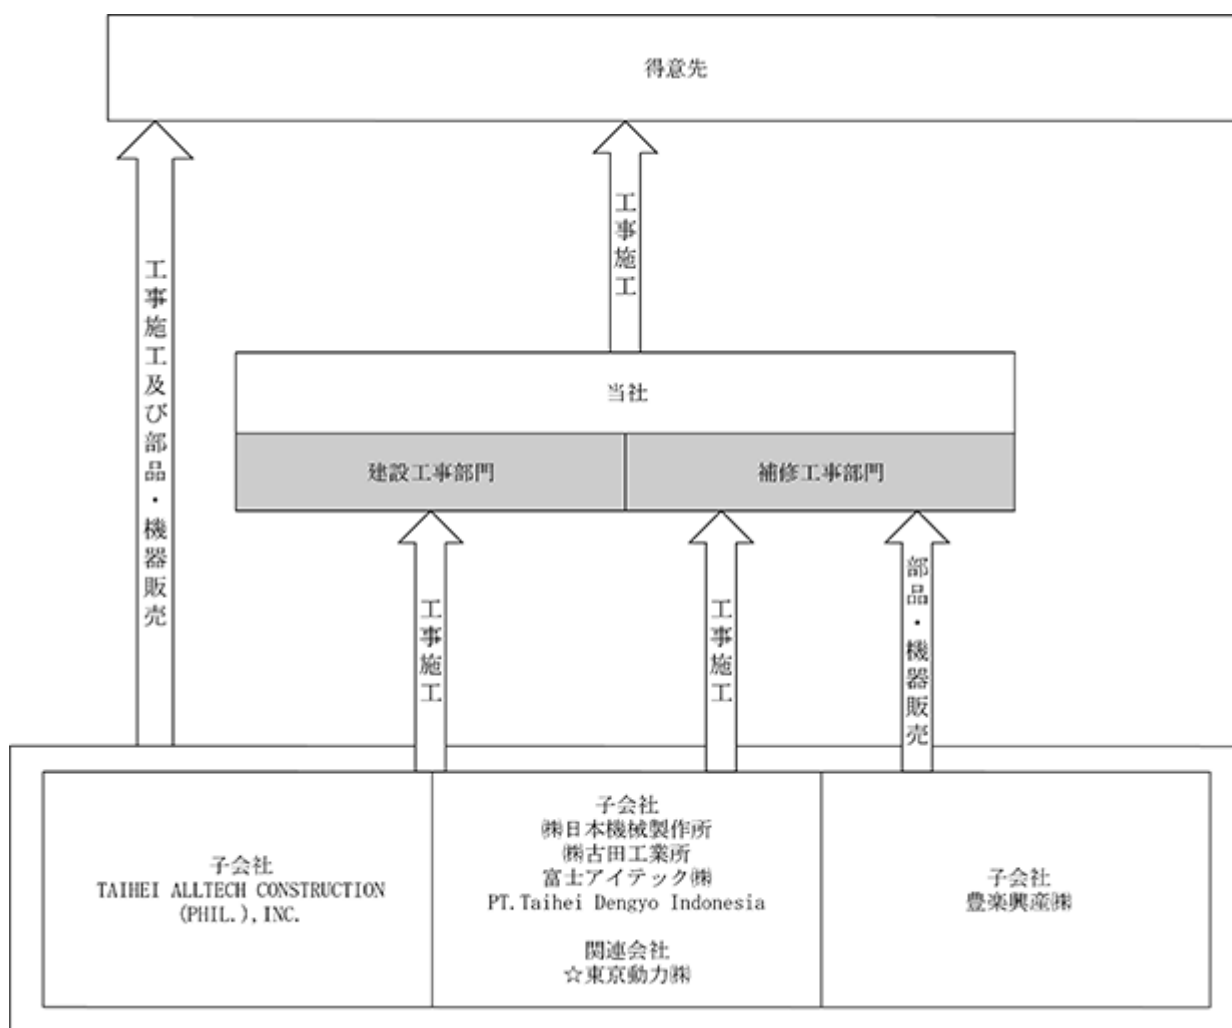 得意先
工事施工及び部品・機器販売
工事施工
当社
建設工事部門
補修工事部門
工事施工
工事施工
部品・機器販売
子会社
TAIHEI ALLTECH CONSTRUCTION
(PHIL.),INC.
子会社
㈱日本機械製作所
㈱古田工業所
富士アイテック㈱
PT.Taihei Dengyo Indonesia
関連会社
☆東京動力㈱
子会社
豊楽興産㈱